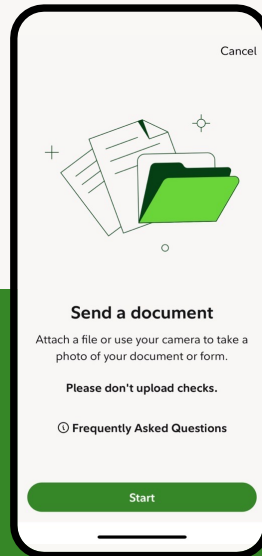 Cancel
Send a document
Attach a file or use your camera to take a
photo of your document or form.
Please don't upload checks.
Frequently Asked Questions
Start